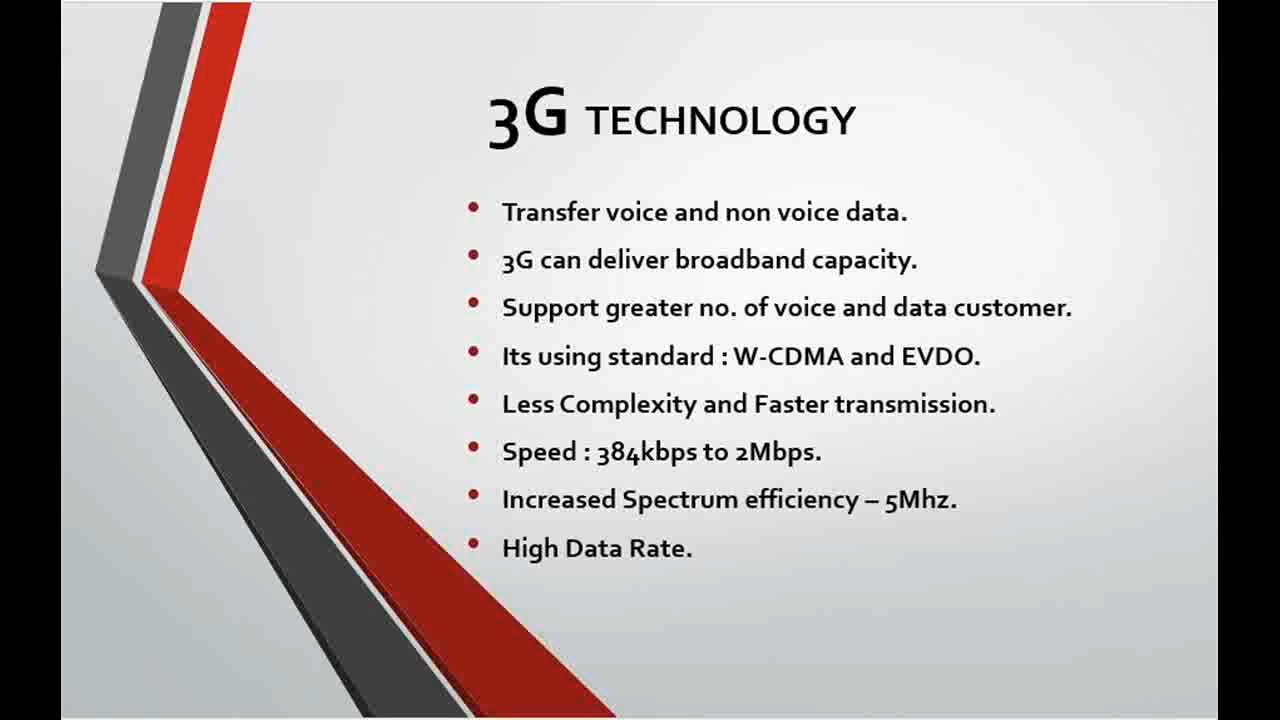 3G TECHNOLOGY
• Transfer voice and non voice data.
• 3G can deliver broadband capacity.
• Support greater no. of voice and data customer.
• Its using standard : W-CDMA and EVDO.
• Less Complexity and Faster transmission.
• Speed : 384kbps to 2Mbps.
• Increased Spectrum efficiency – 5Mhz.
• High Data Rate.